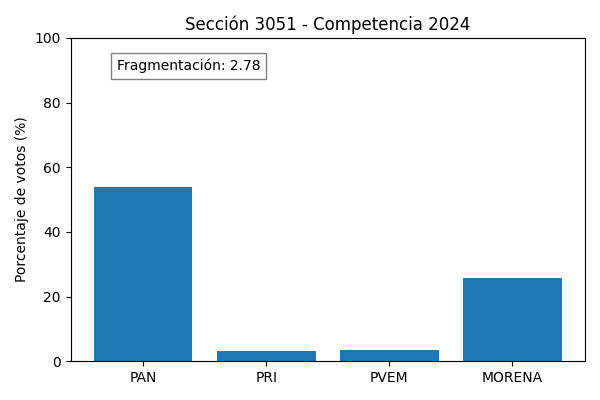 Sección 3051 - Competencia 2024
Fragmentación: 2.78
Porcentaje de votos (%)
100
80
60
40
20
0
PAN PRI PVEM MORENA